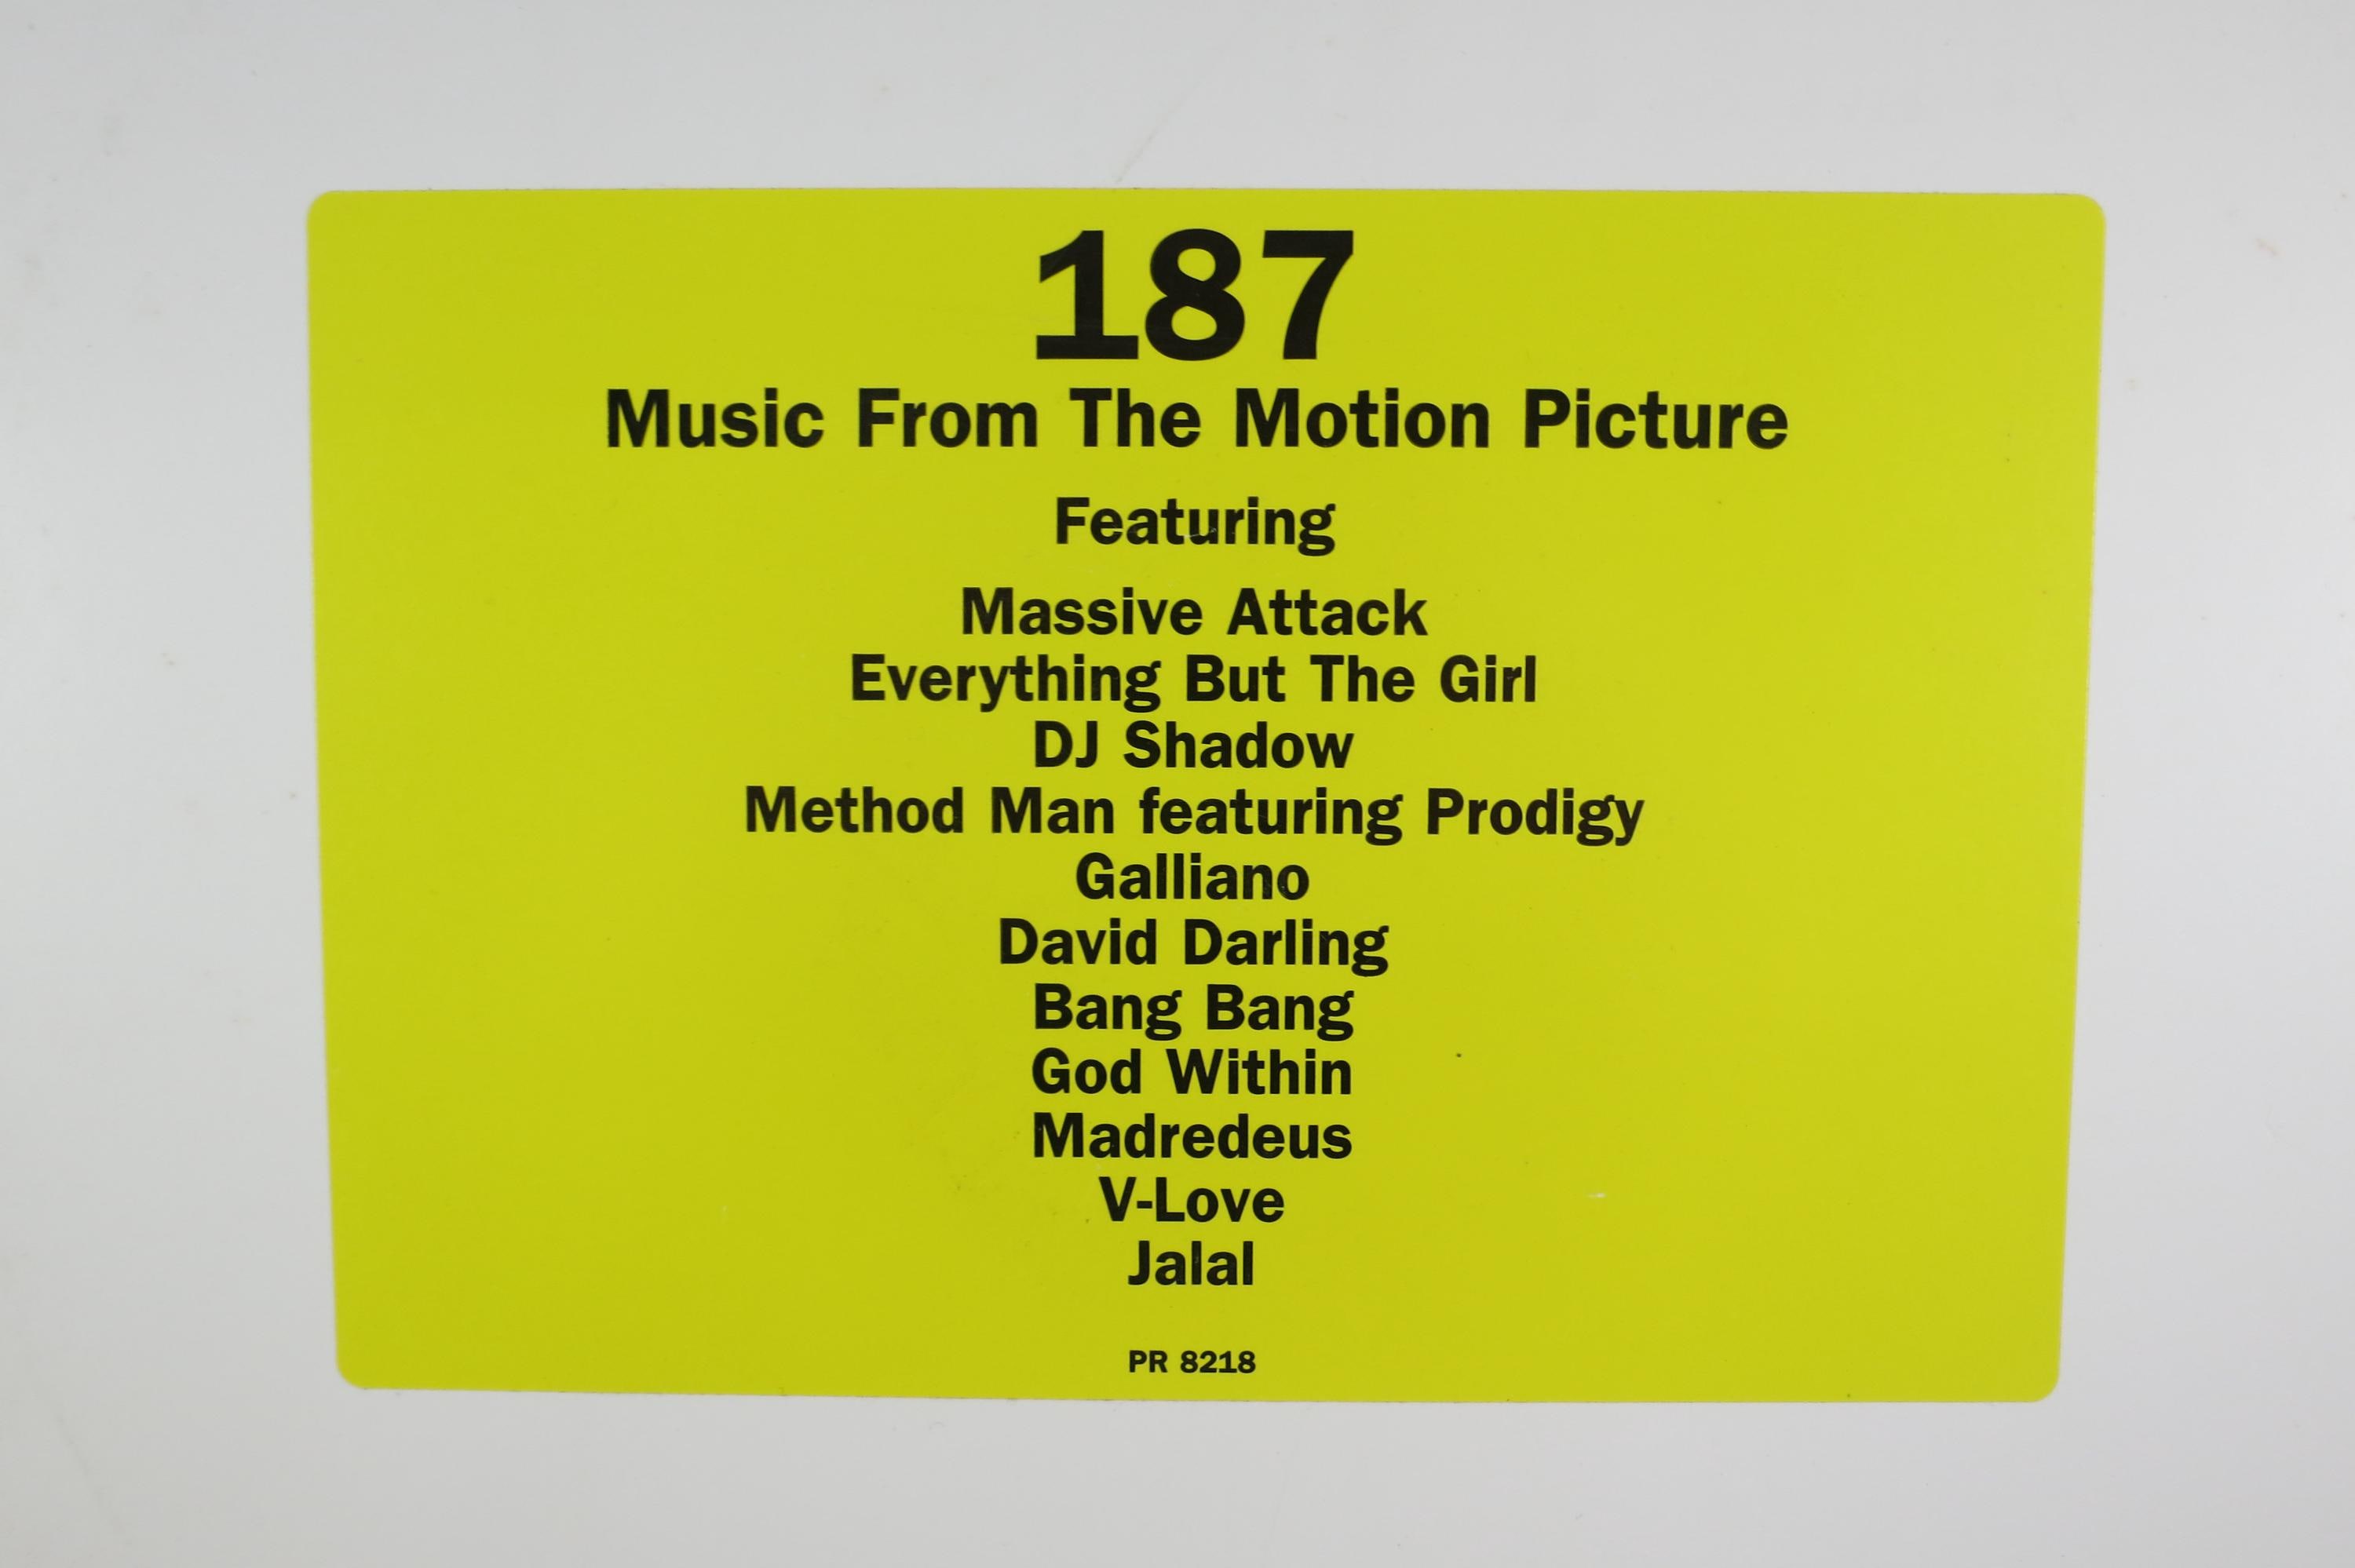 187
Music From The Motion Picture
Featuring
Massive Attack
Everything But The Girl
DJ Shadow
Method Man featuring Prodigy
Galliano
David Darling
Bang Bang
God Within
Madredeus
V-Love
Jalal
PR 8218